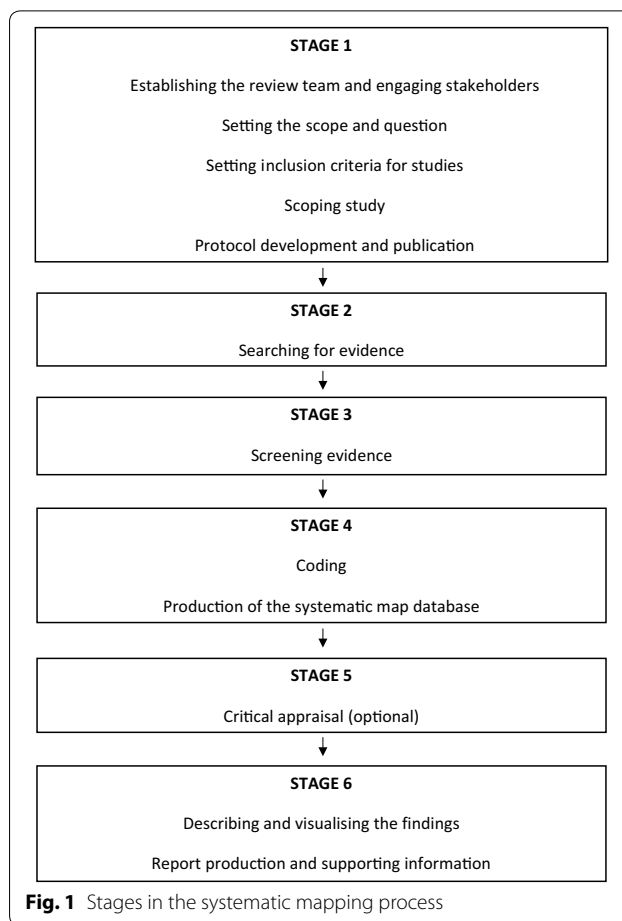 STAGE 1
Establishing the review team and engaging stakeholders
Setting the scope and question
Setting inclusion criteria for studies
Scoping study
Protocol development and publication
STAGE 2
Searching for evidence
STAGE 3
Screening evidence
STAGE 4
Coding
Production of the systematic map database
STAGE 5
Critical appraisal (optional)
STAGE 6
Describing and visualising the findings
Report production and supporting information
Fig. 1 Stages in the systematic mapping process